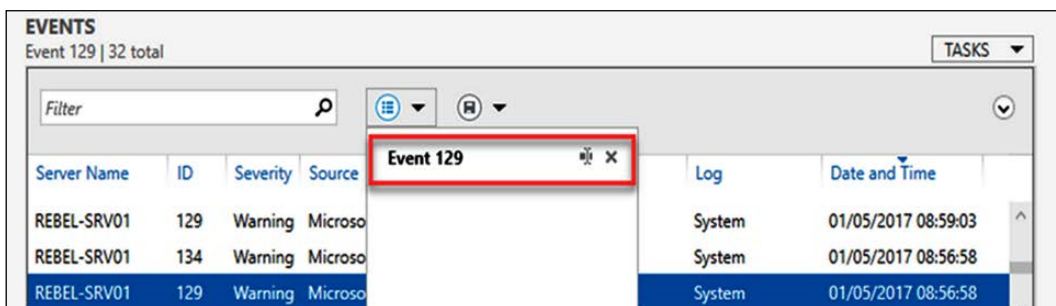 EVENTS
Event 129 | 32 total
TASKS
Filter
Event 129
Server Name ID Severity Source Log Date and Time
REBEL-SRV01 129 Warning Microso System 01/05/2017 08:59:03
REBEL-SRV01 134 Warning Microso System 01/05/2017 08:56:58
REBEL-SRV01 129 Warning Microso System 01/05/2017 08:56:58